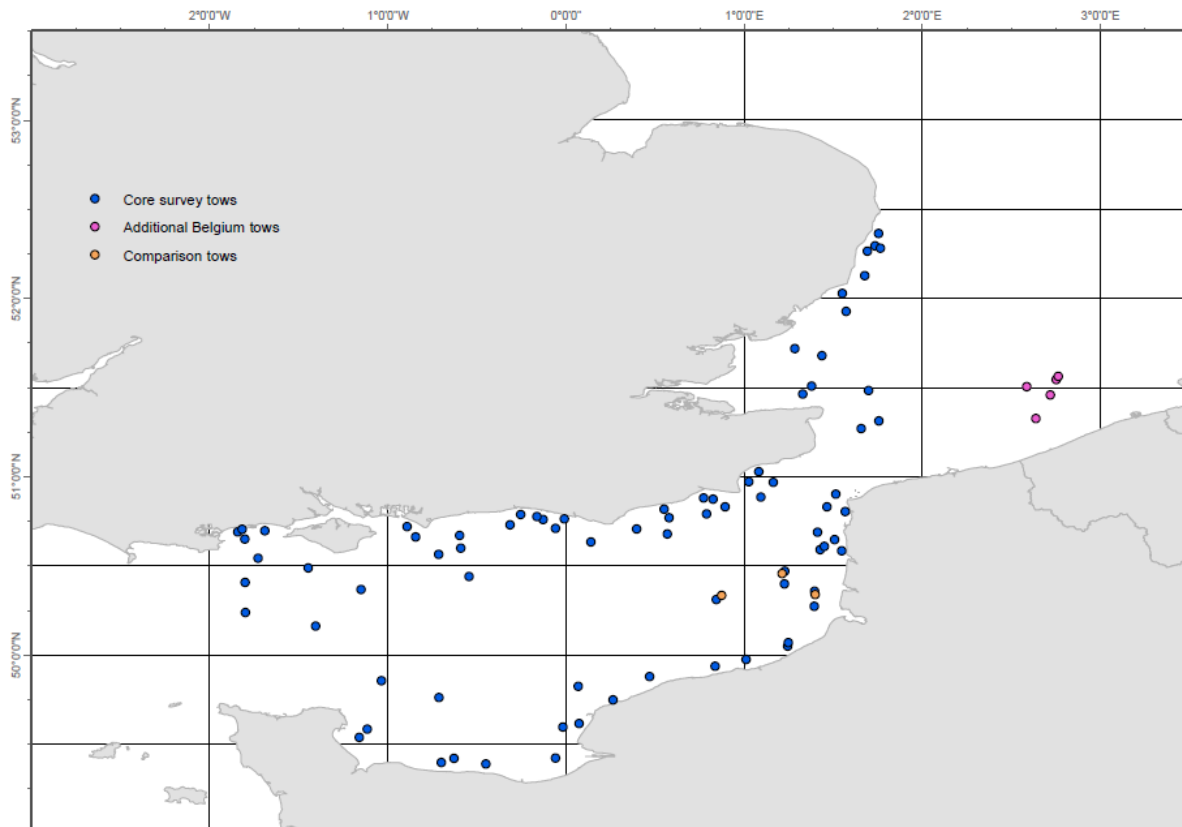 2°0'0"W 1°0'0"W 0°0'0" 1°0'0"E 2°0'0"E 3°0'0"E
53°0'0"N
Core survey tows
Additional Belgium tows
Comparison tows
52°0'0"N
51°0'0"N
50°0'0"N